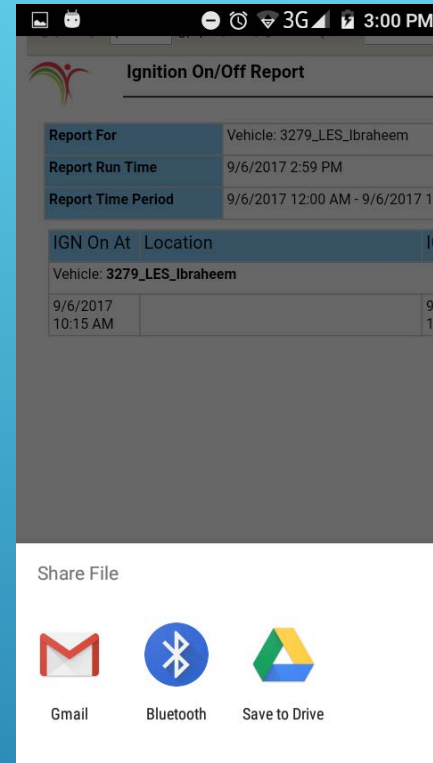 3G 3:00 PM
Ignition On/Off Report
Report For Vehicle: 3279_LES_Ibraheem
Report Run Time 9/6/2017 2:59 PM
Report Time Period 9/6/2017 12:00 AM - 9/6/2017 1
IGN On At Location
Vehicle: 3279_LES_Ibraheem
9/6/2017
10:15 AM
Share File
Gmail Bluetooth Save to Drive